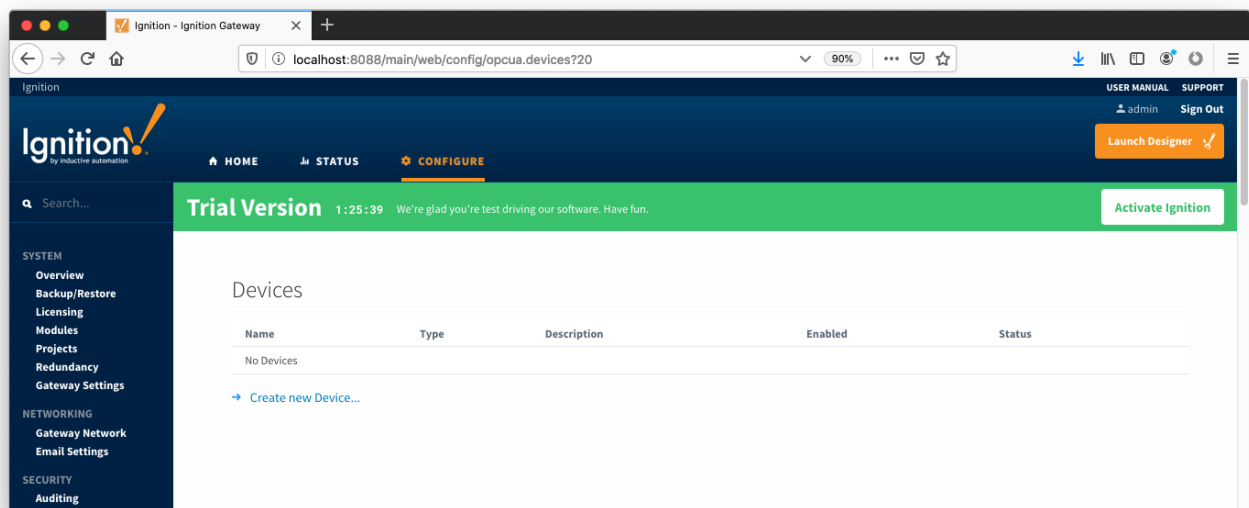 Ignition - Ignition Gateway
localhost:8088/main/web/config/opcua.devices?20 90%
Ignition USER MANUAL SUPPORT
admin Sign Out
Ignition!
by inductive automation
Launch Designer
HOME STATUS CONFIGURE
Search...
Trial Version 1:25:39 We're glad you're test driving our software. Have fun. Activate Ignition
SYSTEM
Overview
Backup/Restore
Licensing
Modules
Projects
Redundancy
Gateway Settings
NETWORKING
Gateway Network
Email Settings
SECURITY
Auditing
Devices
Name Type Description Enabled Status
No Devices
Create new Device...